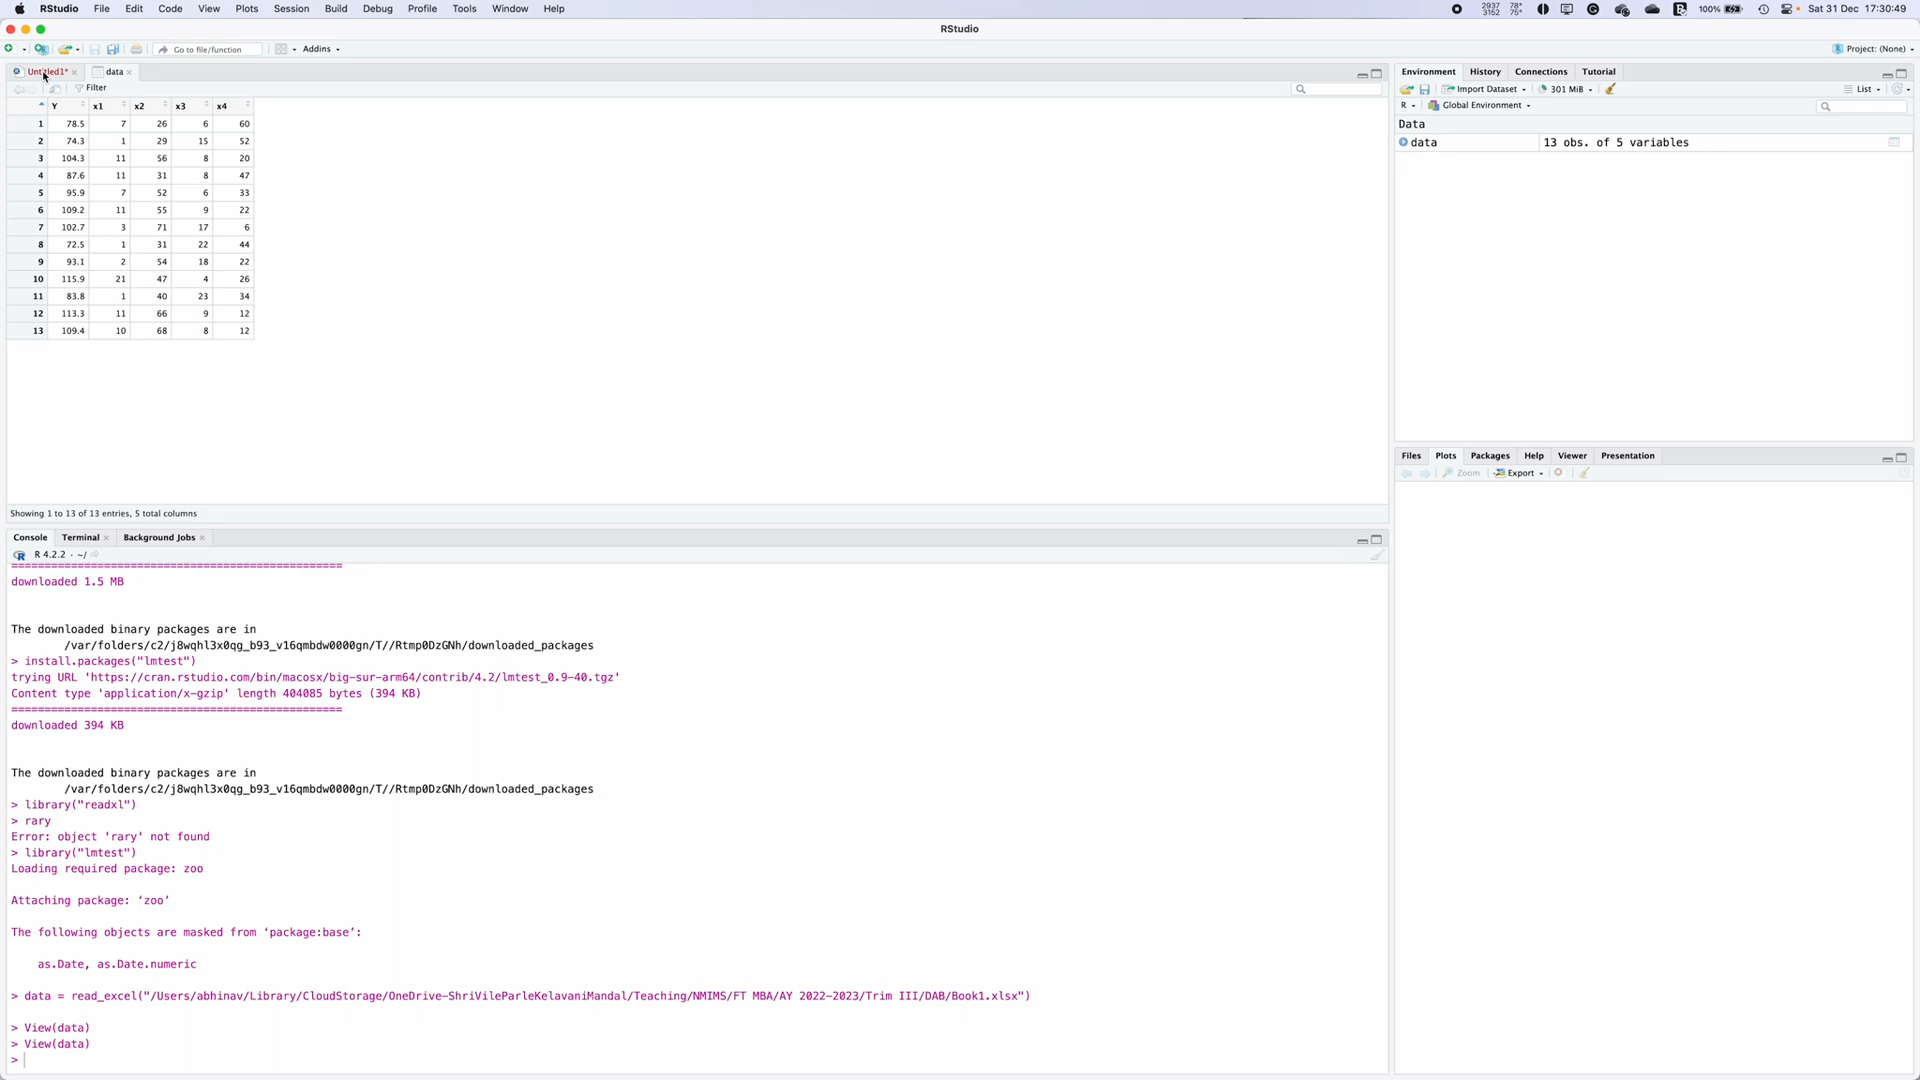 RStudio File Edit Code View Plots Session Build Debug Profile Tools Window Help 2937 3152 78° 75° 100% Sat 31 Dec 17:30:49
RStudio
Go to file/function Addins Project: (None)
Untitled1* data
Filter
Y x1 x2 x3 x4
1 78.5 7 26 6 60
2 74.3 1 29 15 52
3 104.3 11 56 8 20
4 87.6 11 31 8 47
5 95.9 7 52 6 33
6 109.2 11 55 9 22
7 102.7 3 71 17 6
8 72.5 1 31 22 44
9 93.1 2 54 18 22
10 115.9 21 47 4 26
11 83.8 1 40 23 34
12 113.3 11 66 9 12
13 109.4 10 68 8 12
Showing 1 to 13 of 13 entries, 5 total columns
Console Terminal Background Jobs
R 4.2.2 · ~/
downloaded 1.5 MB
The downloaded binary packages are in
/var/folders/c2/j8wqhl3x0qg_b93_v16qmbdw0000gn/T//Rtmp0DzGNh/downloaded_packages
> install.packages("lmtest")
trying URL 'https://cran.rstudio.com/bin/macosx/big-sur-arm64/contrib/4.2/lmtest_0.9-40.tgz'
Content type 'application/x-gzip' length 404085 bytes (394 KB)
==================================================
downloaded 394 KB
The downloaded binary packages are in
/var/folders/c2/j8wqhl3x0qg_b93_v16qmbdw0000gn/T//Rtmp0DzGNh/downloaded_packages
> library("readxl")
> rary
Error: object 'rary' not found
> library("lmtest")
Loading required package: zoo
Attaching package: ‘zoo’
The following objects are masked from ‘package:base’:
as.Date, as.Date.numeric
> data = read_excel("/Users/abhinav/Library/CloudStorage/OneDrive-ShriVileParleKelavaniMandal/Teaching/NMIMS/FT MBA/AY 2022-2023/Trim III/DAB/Book1.xlsx")
> View(data)
> View(data)
>
Environment History Connections Tutorial
Import Dataset 301 MiB List
R Global Environment
Data
data 13 obs. of 5 variables
Files Plots Packages Help Viewer Presentation
Zoom Export